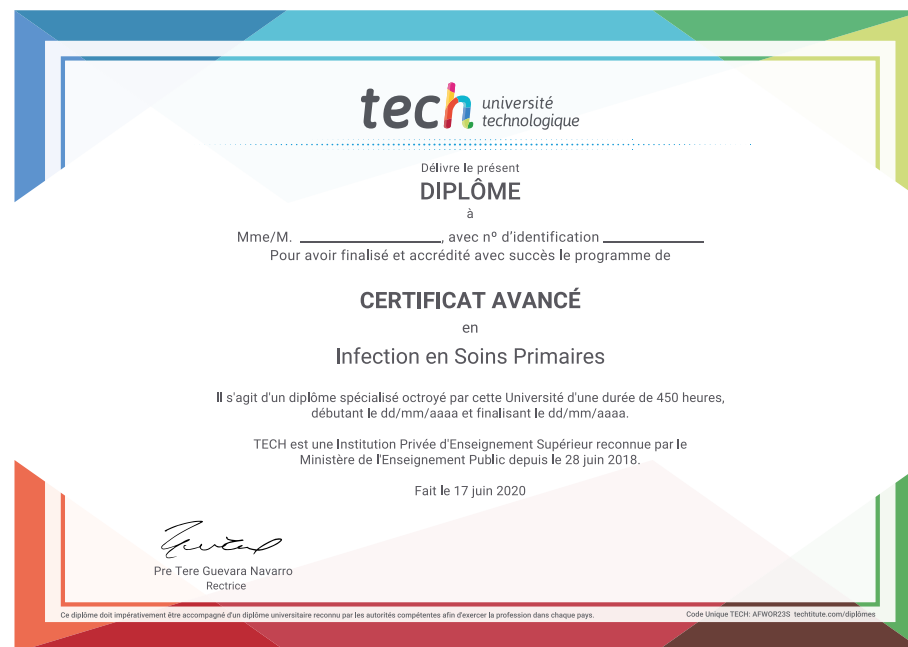 tech université
technologique
Délivre le présent
DIPLÔME
à
Mme/M. ____________________, avec nº d'identification ______________
Pour avoir finalisé et accrédité avec succès le programme de
CERTIFICAT AVANCÉ
en
Infection en Soins Primaires
Il s'agit d'un diplôme spécialisé octroyé par cette Université d'une durée de 450 heures,
débutant le dd/mm/aaaa et finalisant le dd/mm/aaaa.
TECH est une Institution Privée d'Enseignement Supérieur reconnue par le
Ministère de l'Enseignement Public depuis le 28 juin 2018.
Fait le 17 juin 2020
Pre Tere Guevara Navarro
Rectrice
Ce diplôme doit impérativement être accompagné d'un diplôme universitaire reconnu par les autorités compétentes afin d'exercer la profession dans chaque pays.
Code Unique TECH: AFWOR23S techtitute.com/diplômes